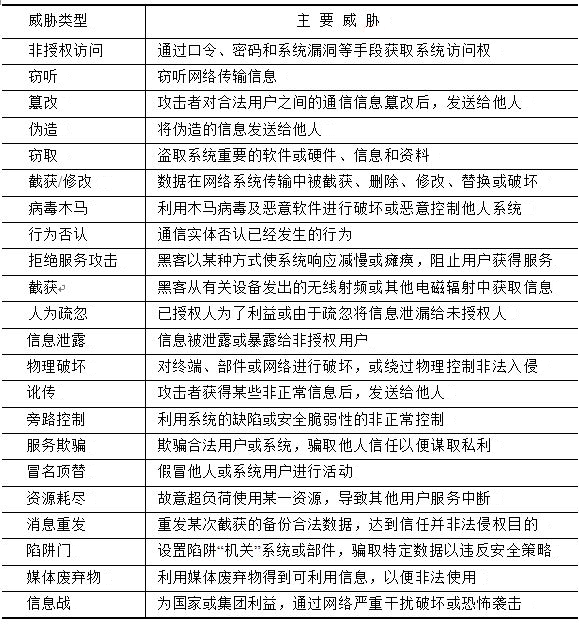 威胁类型 主 要 威 胁
非授权访问 通过口令、密码和系统漏洞等手段获取系统访问权
窃听 窃听网络传输信息
篡改 攻击者对合法用户之间的通信信息篡改后，发送给他人
伪造 将伪造的信息发送给他人
窃取 盗取系统重要的软件或硬件、信息和资料
截获/修改 数据在网络系统传输中被截获、删除、修改、替换或破坏
病毒木马 利用木马病毒及恶意软件进行破坏或恶意控制他人系统
行为否认 通信实体否认已经发生的行为
拒绝服务攻击 黑客以某种方式使系统响应减慢或瘫痪，阻止用户获得服务
截获 黑客从有关设备发出的无线射频或其他电磁辐射中获取信息
人为疏忽 已授权人为了利益或由于疏忽将信息泄漏给未授权人
信息泄露 信息被泄露或暴露给非授权用户
物理破坏 对终端、部件或网络进行破坏，或绕过物理控制非法入侵
讹传 攻击者获得某些非正常信息后，发送给他人
旁路控制 利用系统的缺陷或安全脆弱性的非正常控制
服务欺骗 欺骗合法用户或系统，骗取他人信任以便谋取私利
冒名顶替 假冒他人或系统用户进行活动
资源耗尽 故意超负荷使用某一资源，导致其他用户服务中断
消息重发 重发某次截获的备份合法数据，达到信任并非法侵权目的
陷阱门 设置陷阱“机关”系统或部件，骗取特定数据以违反安全策略
媒体废弃物 利用媒体废弃物得到可利用信息，以便非法使用
信息战 为国家或集团利益，通过网络严重干扰破坏或恐怖袭击